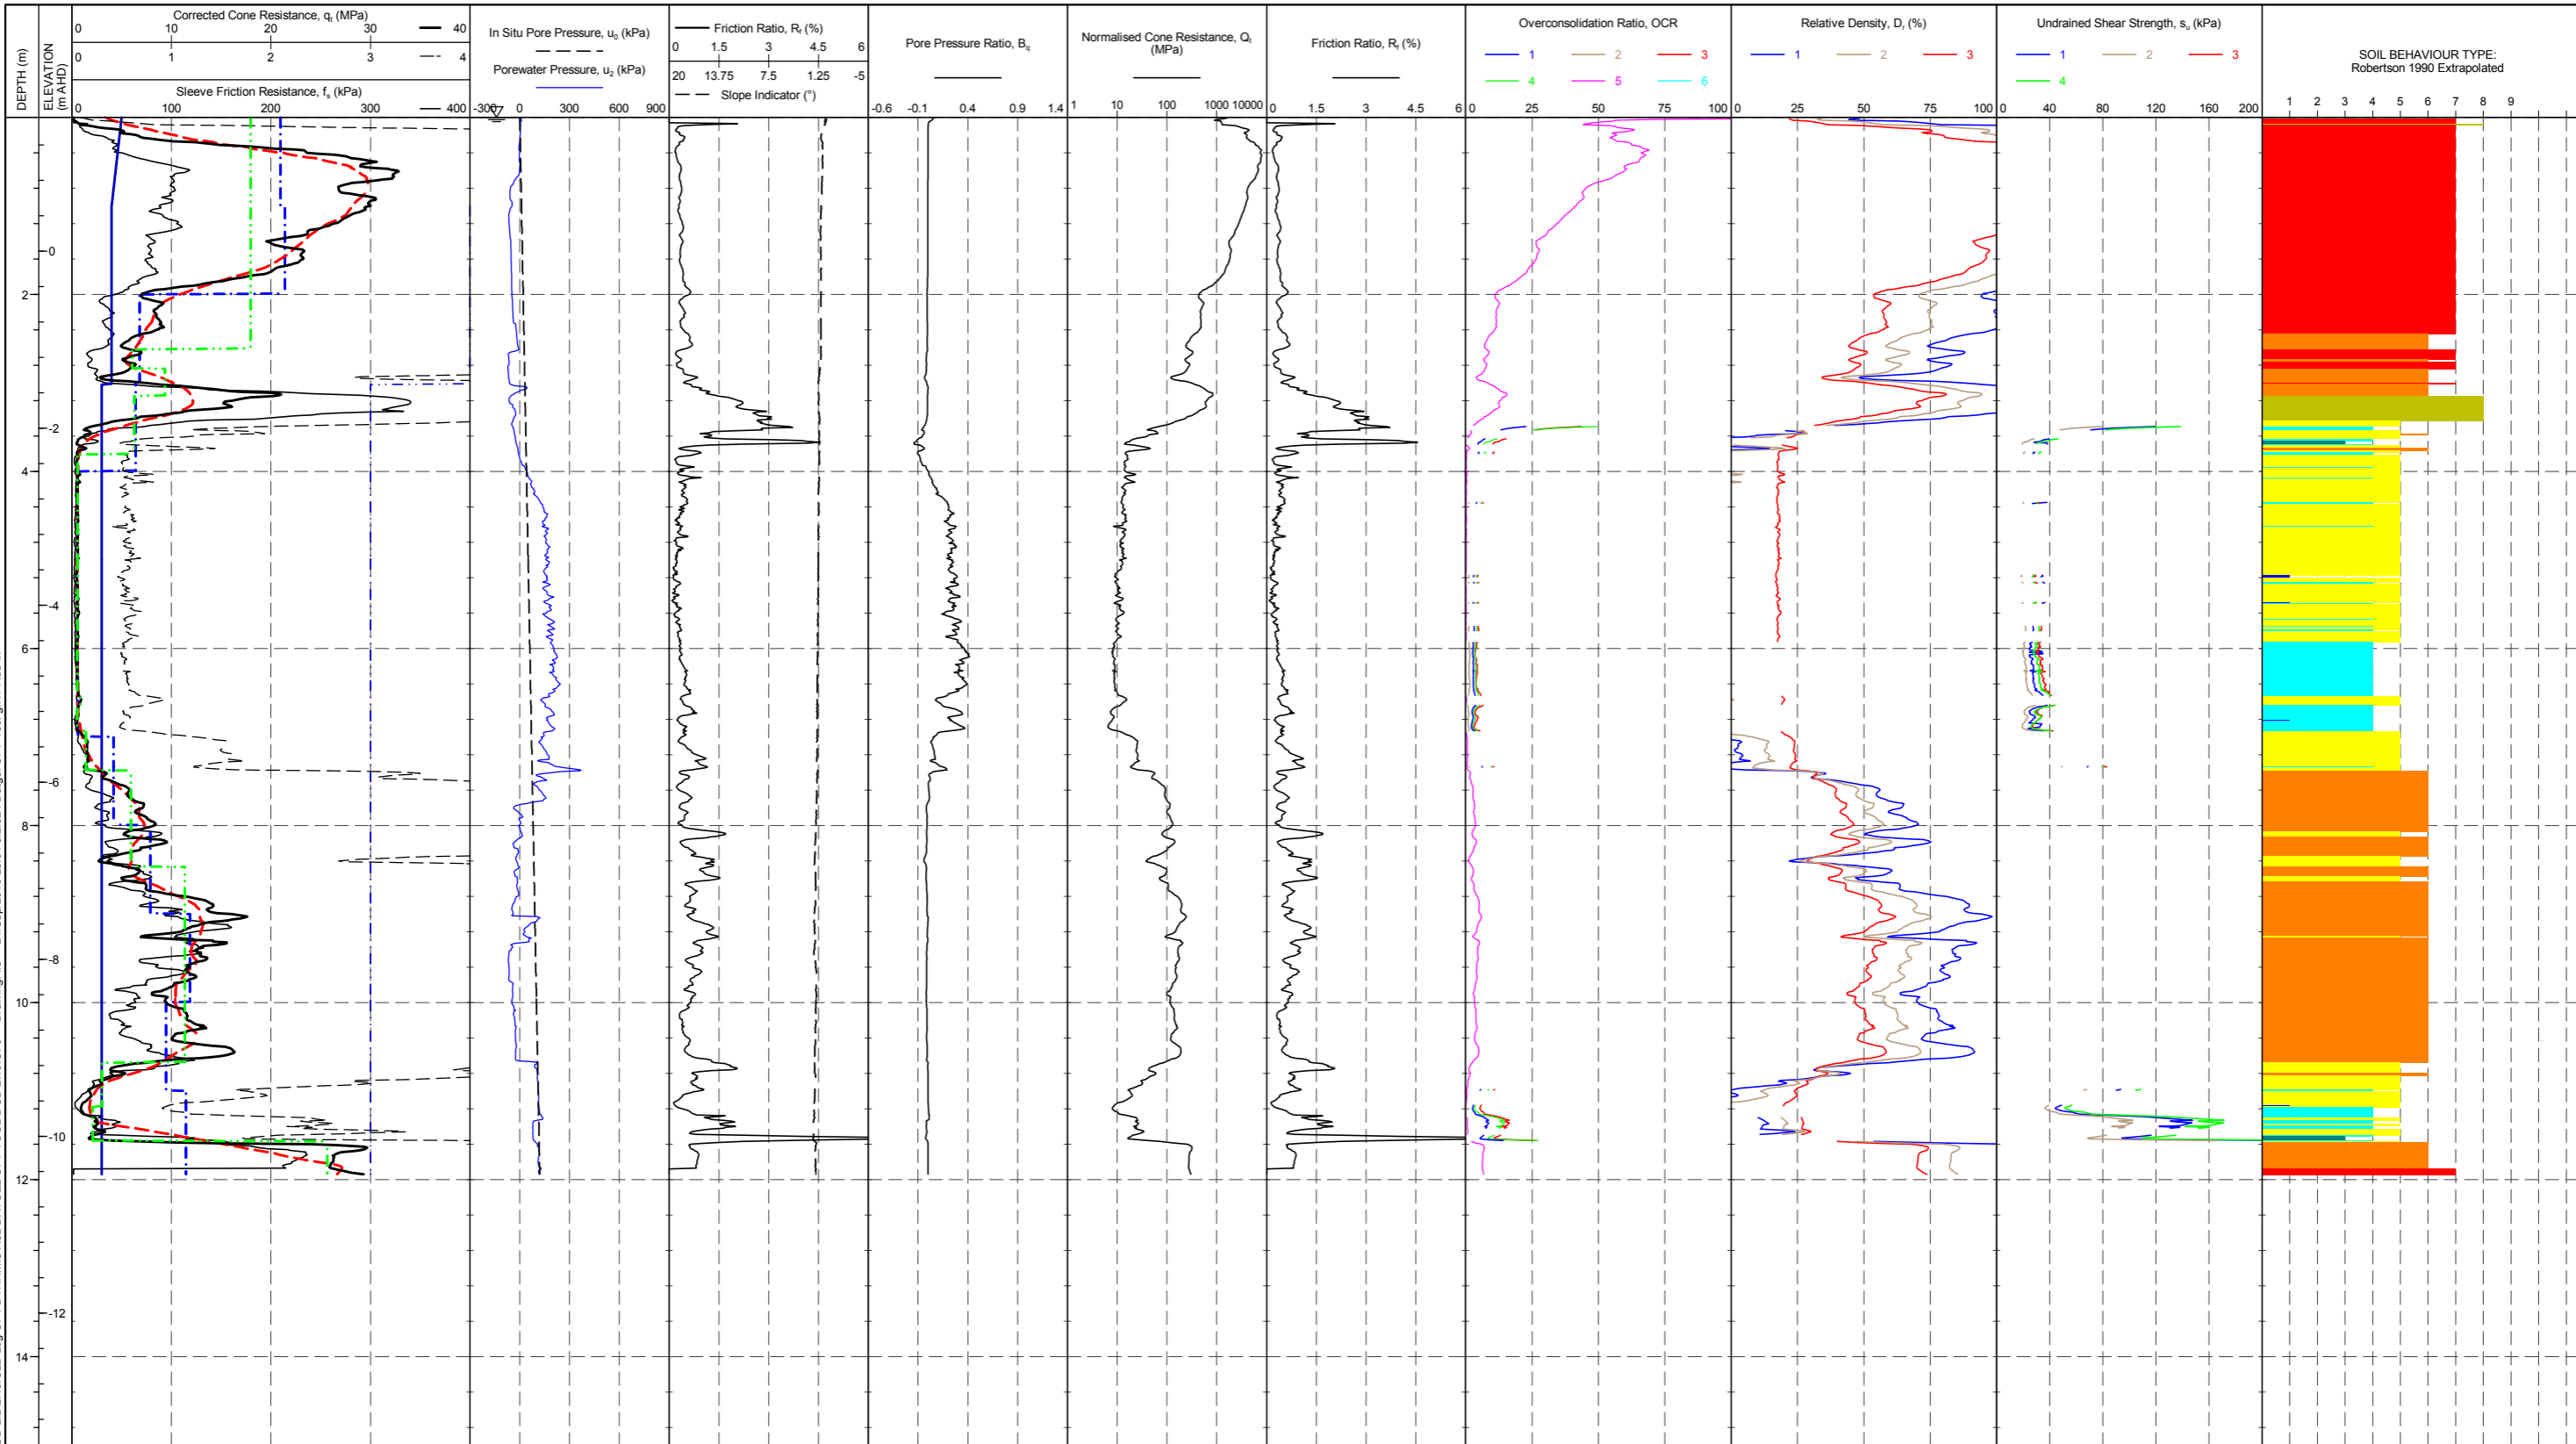 DEPTH (m)
ELEVATION (m AHD)
Corrected Cone Resistance, qt (MPa)
0 10 20 30 40
0 1 2 3 4
Sleeve Friction Resistance, fs (kPa)
0 100 200 300 400
In Situ Pore Pressure, u0 (kPa)
Porewater Pressure, u2 (kPa)
-300 0 300 600 900
Friction Ratio, Rf (%)
0 1.5 3 4.5 6
20 13.75 7.5 1.25 -5
Slope Indicator (°)
Pore Pressure Ratio, Bq
-0.6 -0.1 0.4 0.9 1.4
Normalised Cone Resistance, Qt
(MPa)
1 10 100 1000 10000
Friction Ratio, Rf (%)
0 1.5 3 4.5 6
Overconsolidation Ratio, OCR
1 2 3
4 5 6
0 25 50 75 100
Relative Density, Dr (%)
1 2 3
0 25 50 75 100
Undrained Shear Strength, su (kPa)
1 2 3
4
0 40 80 120 160 200
SOIL BEHAVIOUR TYPE:
Robertson 1990 Extrapolated
1 2 3 4 5 6 7 8 9
0
2
-2
4
-4
6
-6
8
-8
10
-10
12
-12
14